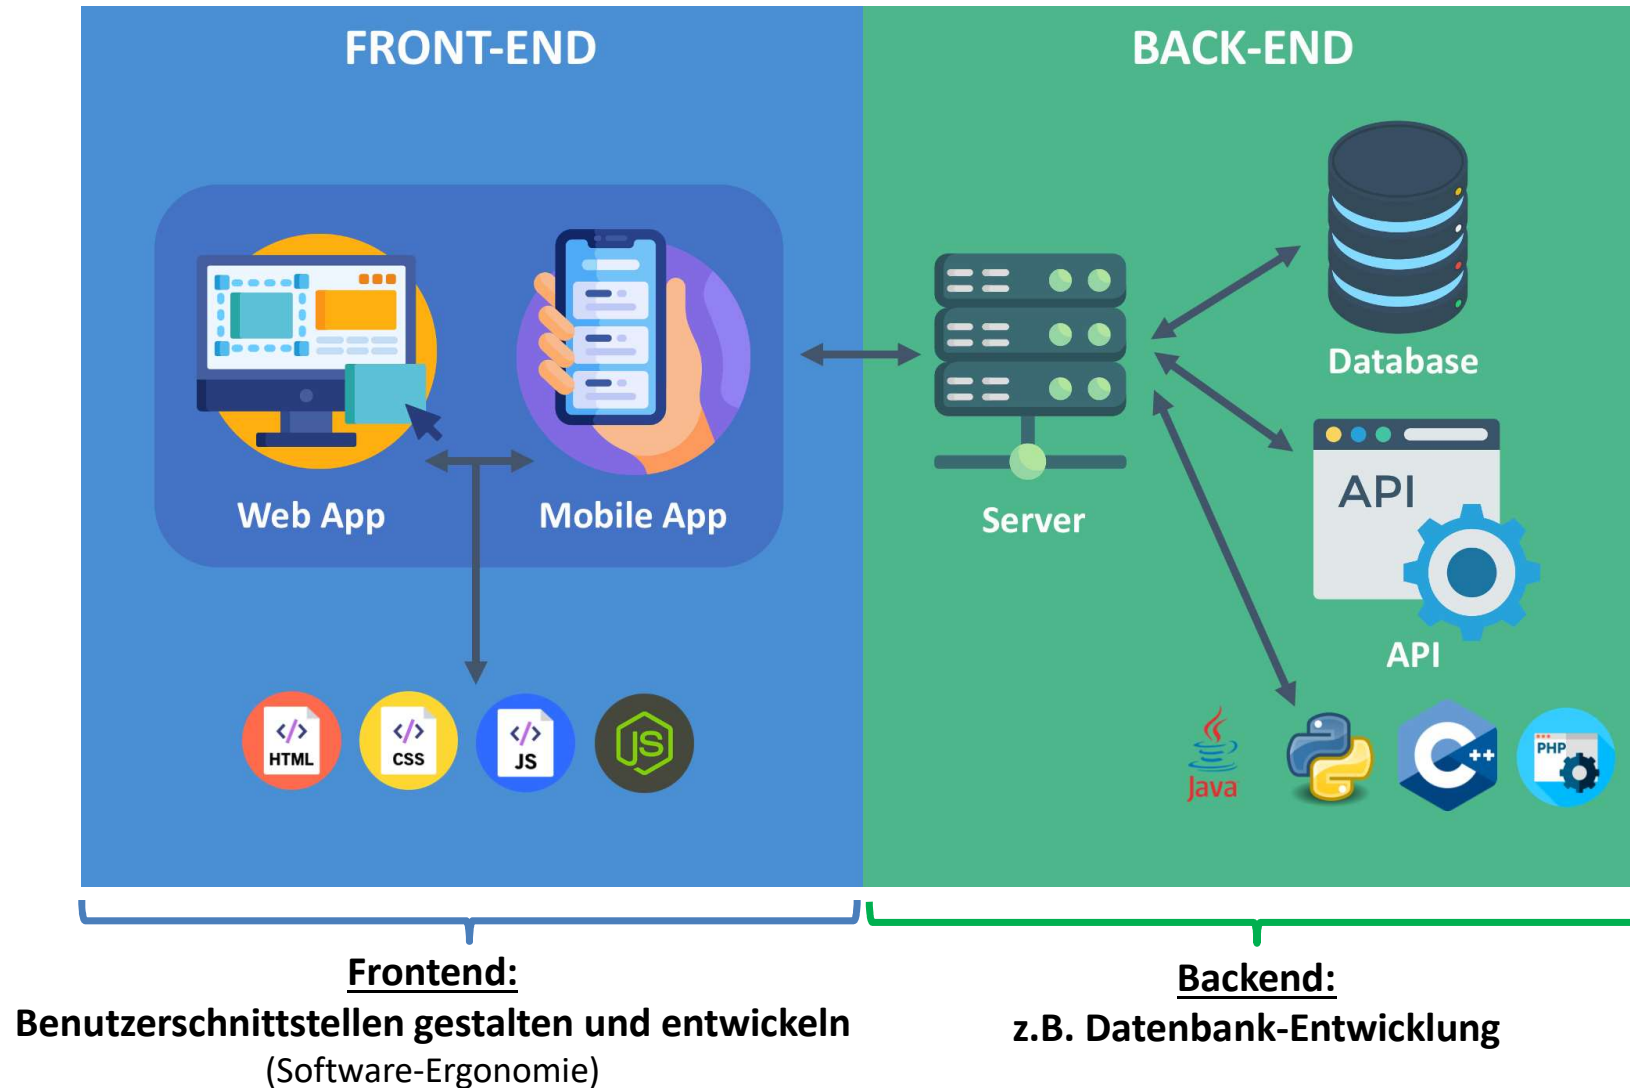 FRONT-END
BACK-END
Database
API
Web App
Mobile App
Server
API
HTML
CSS
JS
JS
Java
C++
PHP
Frontend:
Benutzerschnittstellen gestalten und entwickeln
(Software-Ergonomie)
Backend:
z.B. Datenbank-Entwicklung